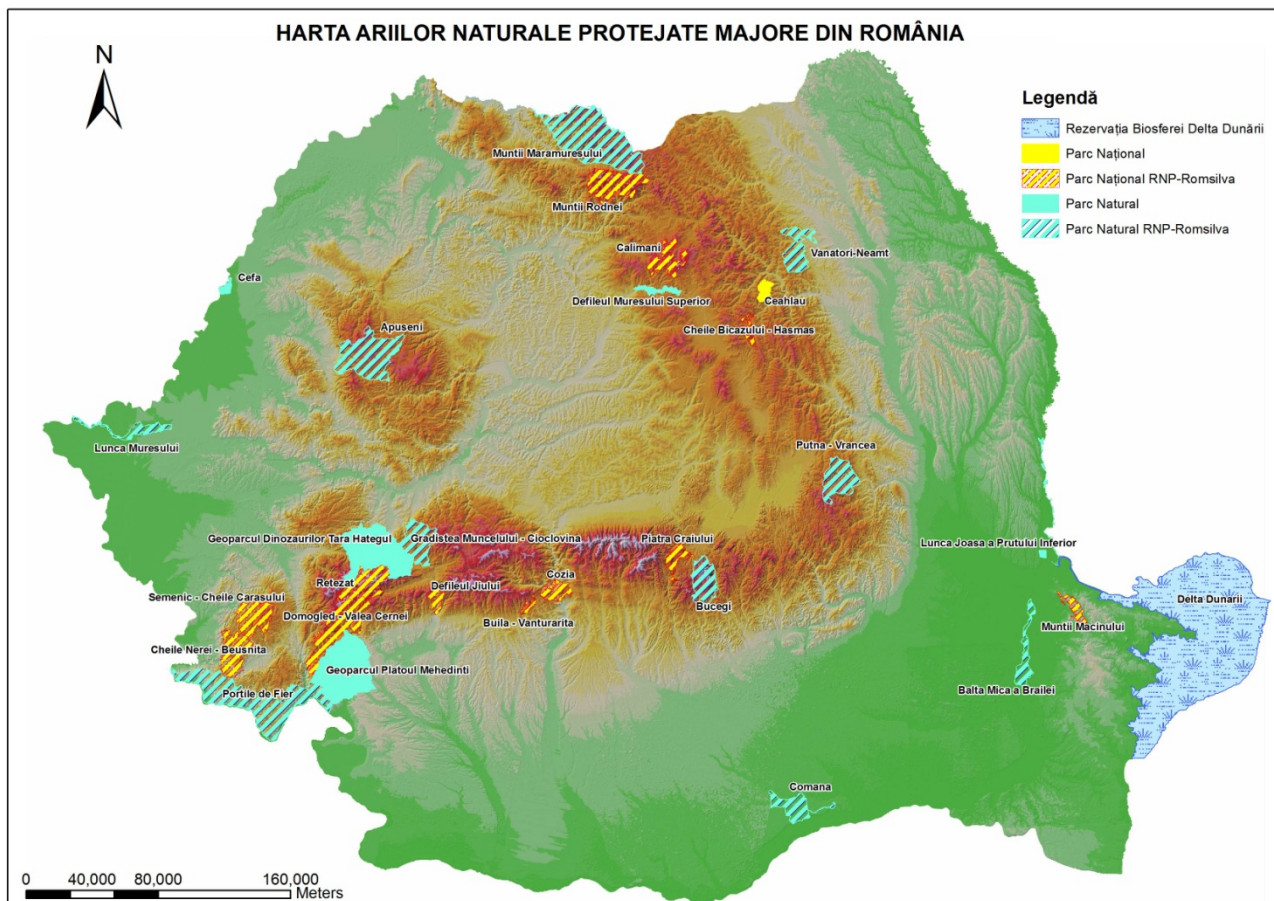 HARTA ARIILOR NATURALE PROTEJATE MAJORE DIN ROMÂNIA
N
Legendă
Rezervația Biosferei Delta Dunării
Parc Național
Parc Național RNP-Romsilva
Parc Natural
Parc Natural RNP-Romsilva
Muntii Maramuresului
Muntii Rodnei
Calimani
Vanatori-Neamt
Cefa
Defileul Muresului Superior
Ceahlau
Apuseni
Cheile Bicazului - Hasmas
Lunca Muresului
Putna - Vrancea
Geoparcul Dinozaurilor Tara Hategul
Gradistea Muncelului - Cioclovina
Piatra Craiului
Lunca Joasa a Prutului Inferior
Retezat
Defileul Jiului
Cozia
Semenic - Cheile Carasului
Domogled - Valea Cernei
Buila - Vanturarita
Bucegi
Delta Dunarii
Muntii Macinului
Cheile Nerei - Beusnita
Geoparcul Platoul Mehedinti
Portile de Fier
Balta Mica a Brailei
Comana
0 40,000 80,000 160,000
Meters